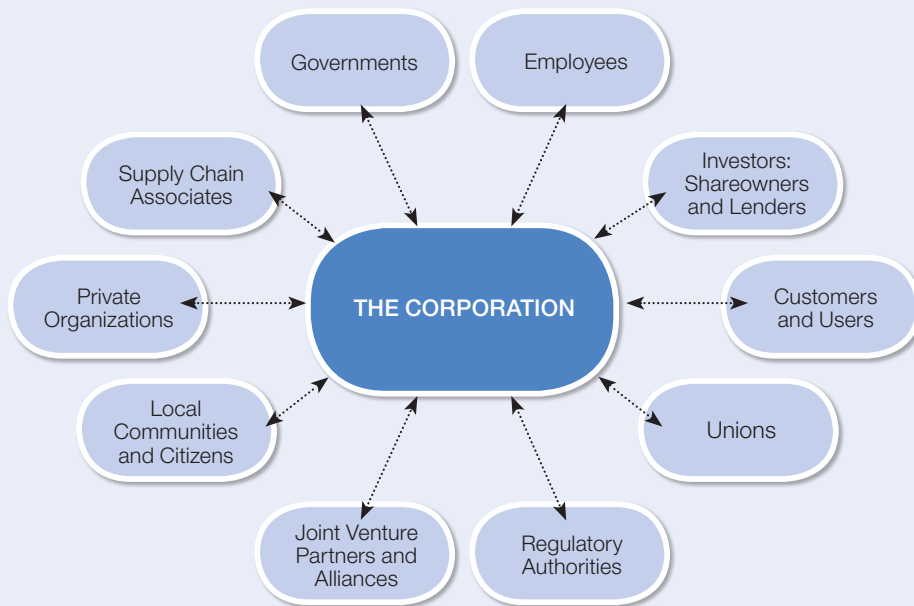 Governments
Employees
Supply Chain
Associates
Investors:
Shareowners
and Lenders
Private
Organizations
THE CORPORATION
Customers
and Users
Local
Communities
and Citizens
Unions
Joint Venture
Partners and
Alliances
Regulatory
Authorities